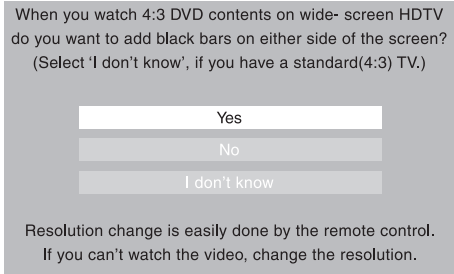 When you watch 4:3 DVD contents on wide- screen HDTV
do you want to add black bars on either side of the screen?
(Select 'I don't know', if you have a standard(4:3) TV.)
Yes
No
I don't know
Resolution change is easily done by the remote control.
If you can't watch the video, change the resolution.